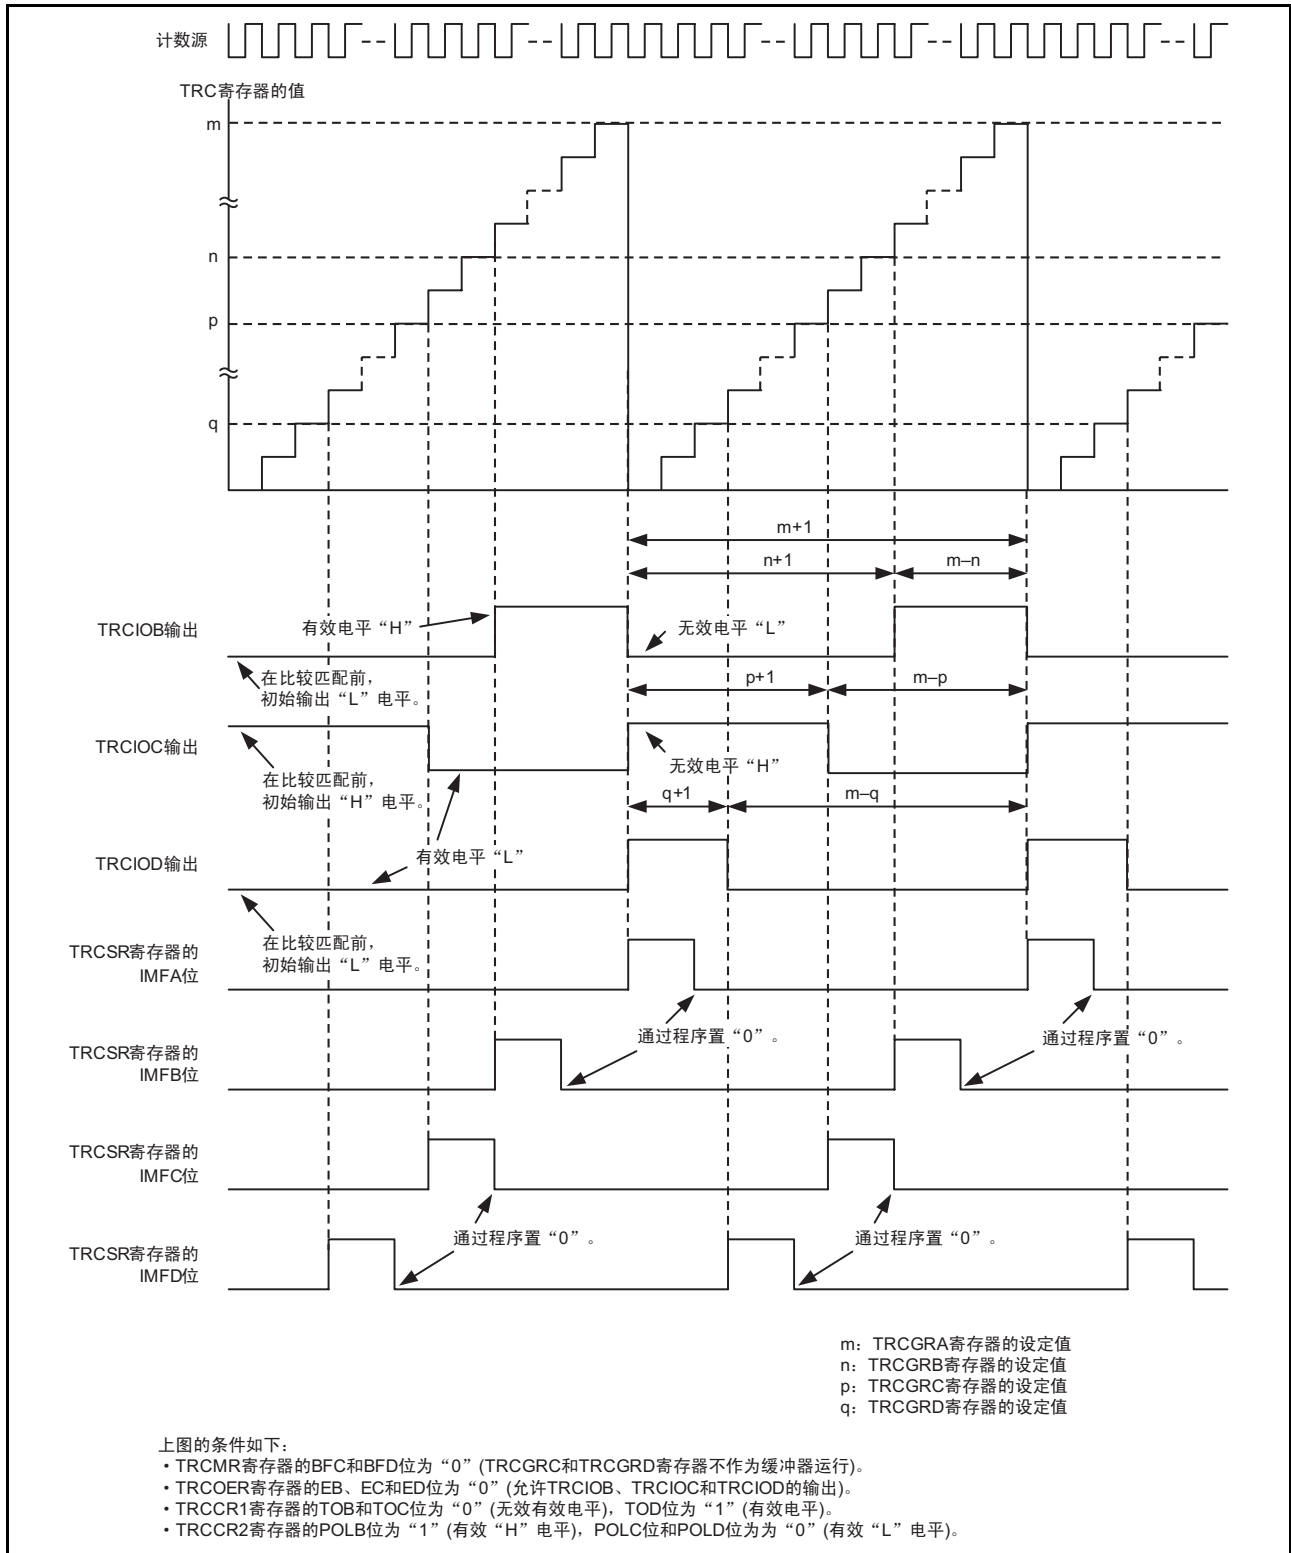 计数源
TRC寄存器的值
m
n
p
q
m+1
n+1
m–n
TRCIOB输出
有效电平“H”
无效电平“L”
在比较匹配前，
初始输出“L”电平。
p+1
m–p
TRCIOC输出
无效电平“H”
在比较匹配前，
初始输出“H”电平。
q+1
m–q
TRCIOD输出
有效电平“L”
在比较匹配前，
初始输出“L”电平。
TRCSR寄存器的
IMFA位
通过程序置“0”。
通过程序置“0”。
TRCSR寄存器的
IMFB位
TRCSR寄存器的
IMFC位
通过程序置“0”。
通过程序置“0”。
TRCSR寄存器的
IMFD位
m：TRCGRA寄存器的设定值
n：TRCGRB寄存器的设定值
p：TRCGRC寄存器的设定值
q：TRCGRD寄存器的设定值
上图的条件如下：
・TRCMR寄存器的BFC和BFD位为“0”(TRCGRC和TRCGRD寄存器不作为缓冲器运行)。
・TRCOER寄存器的EB、EC和ED位为“0”(允许TRCIOB、TRCIOC和TRCIOD的输出)。
・TRCCR1寄存器的TOB和TOC位为“0”(无效有效电平)，TOD位为“1”(有效电平)。
・TRCCR2寄存器的POLB位为“1”(有效“H”电平)，POLC位和POLD位为为“0”(有效“L”电平)。